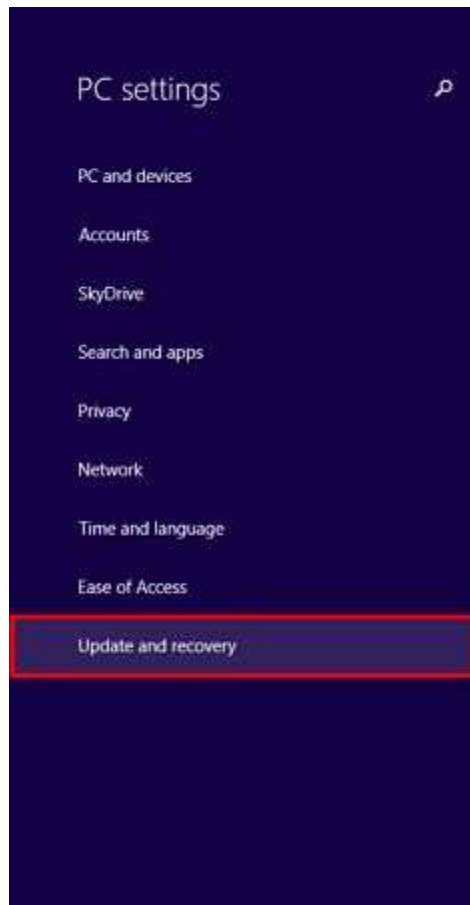 PC settings
PC and devices
Accounts
SkyDrive
Search and apps
Privacy
Network
Time and language
Ease of Access
Update and recovery